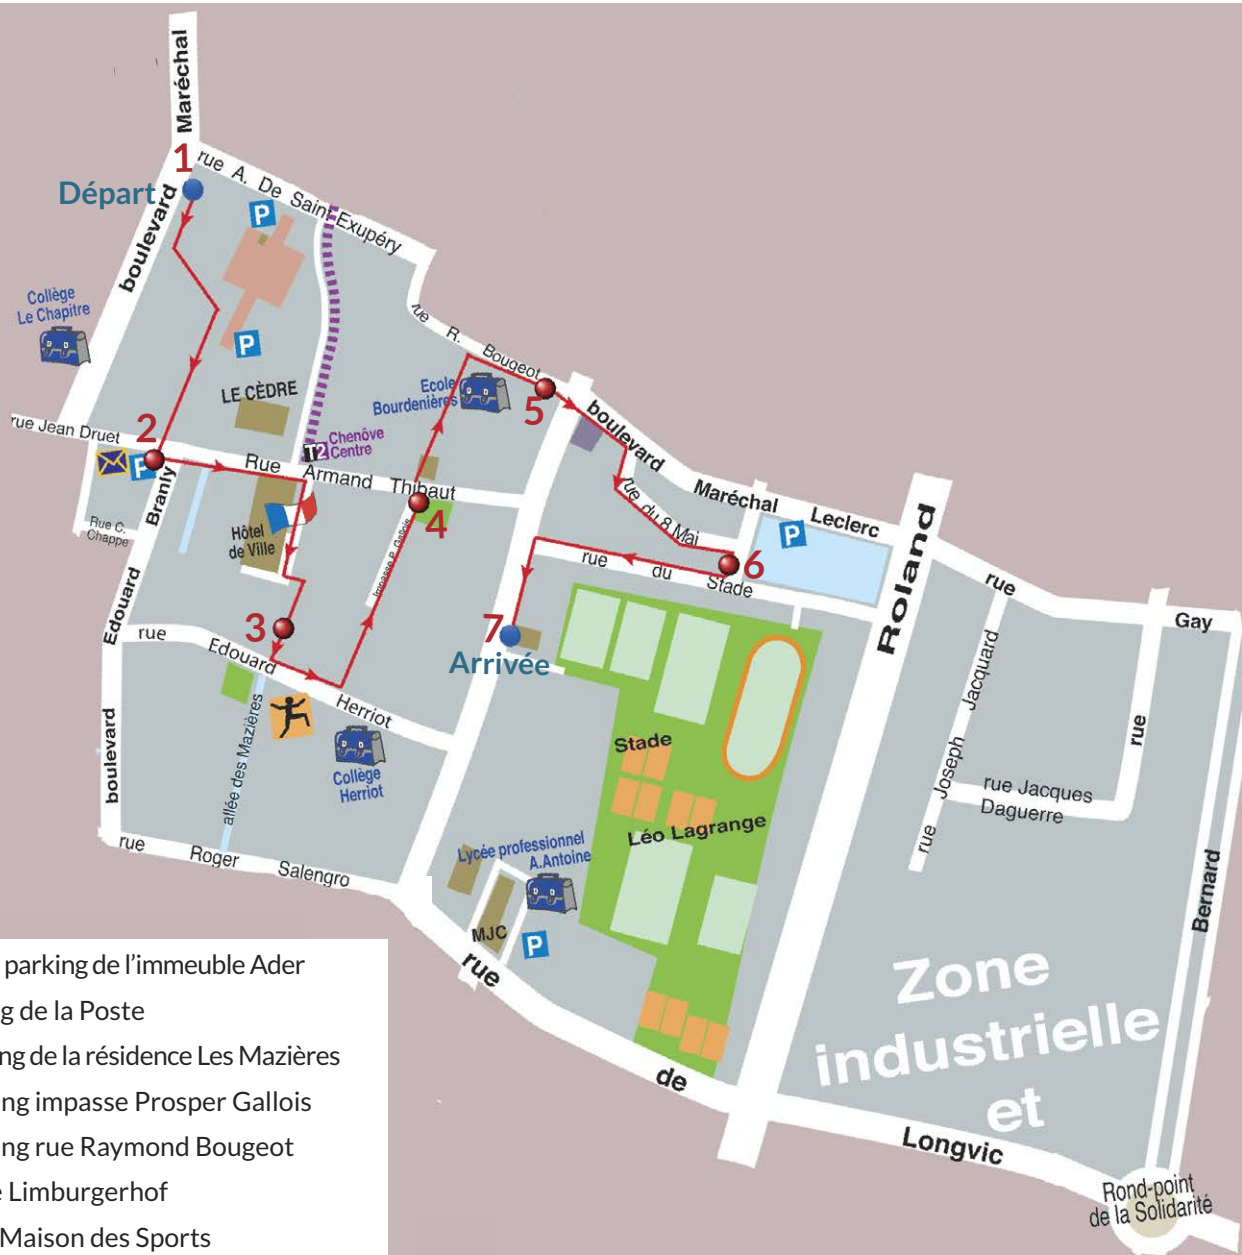 Maréchal
1
rue A. De Saint Exupéry
Départ
P
boulevard
Collège
Le Chapitre
rue R. Bougeot
P
LE CÈDRE
Ecole
Bourdenières
5
boulevard
Maréchal Leclerc
rue Jean Druet
2
P
T2
Chenôve
Centre
Rue Armand Thibaut
4
Branly
Rue C.
Chappe
Hôtel
de Ville
Impasse P. Gallois
rue du 8 Mai
P
6
rue du Stade
Roland
rue Gay
Edouard
rue Edouard Herriot
3
7
Arrivée
Jacquard
Joseph
rue
rue
rue Jacques
Daguerre
Bernard
boulevard
allée des Mazières
Collège
Herriot
Stade
Léo Lagrange
rue Roger Salengro
Lycée professionnel
A.Antoine
MJC
P
rue de Longvic
Zone
industrielle
et
Rond-point
de la Solidarité
parking de l'immeuble Ader
g de la Poste
ng de la résidence Les Mazières
ng impasse Prosper Gallois
ng rue Raymond Bougeot
e Limburgerhof
Maison des Sports